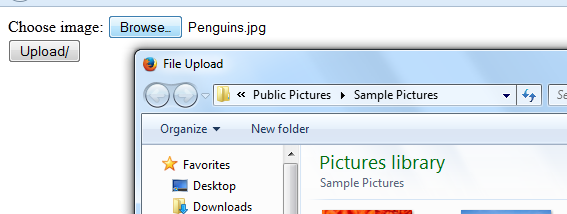 Choose image: Browse.. Penguins.jpg
Upload/
File Upload
« Public Pictures Sample Pictures Se
Organize New folder
Favorites
Pictures library
Desktop
Sample Pictures
Downloads